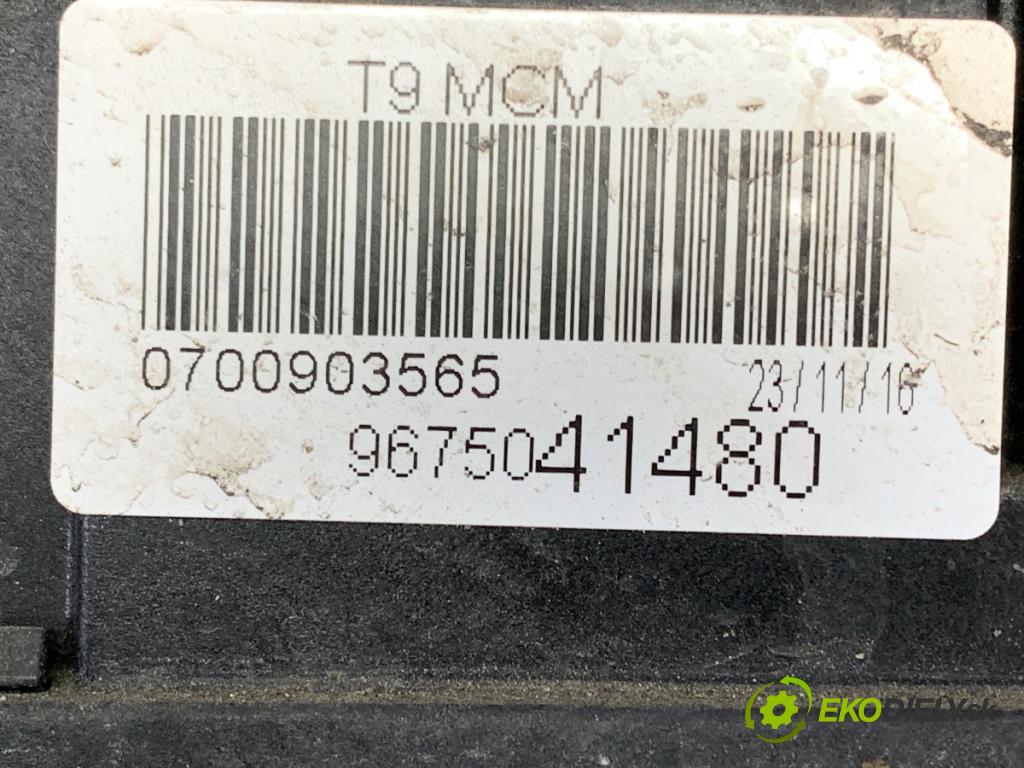 T9 MCM
0700903565 23/11/16
9675041480
EKODIELY.sk